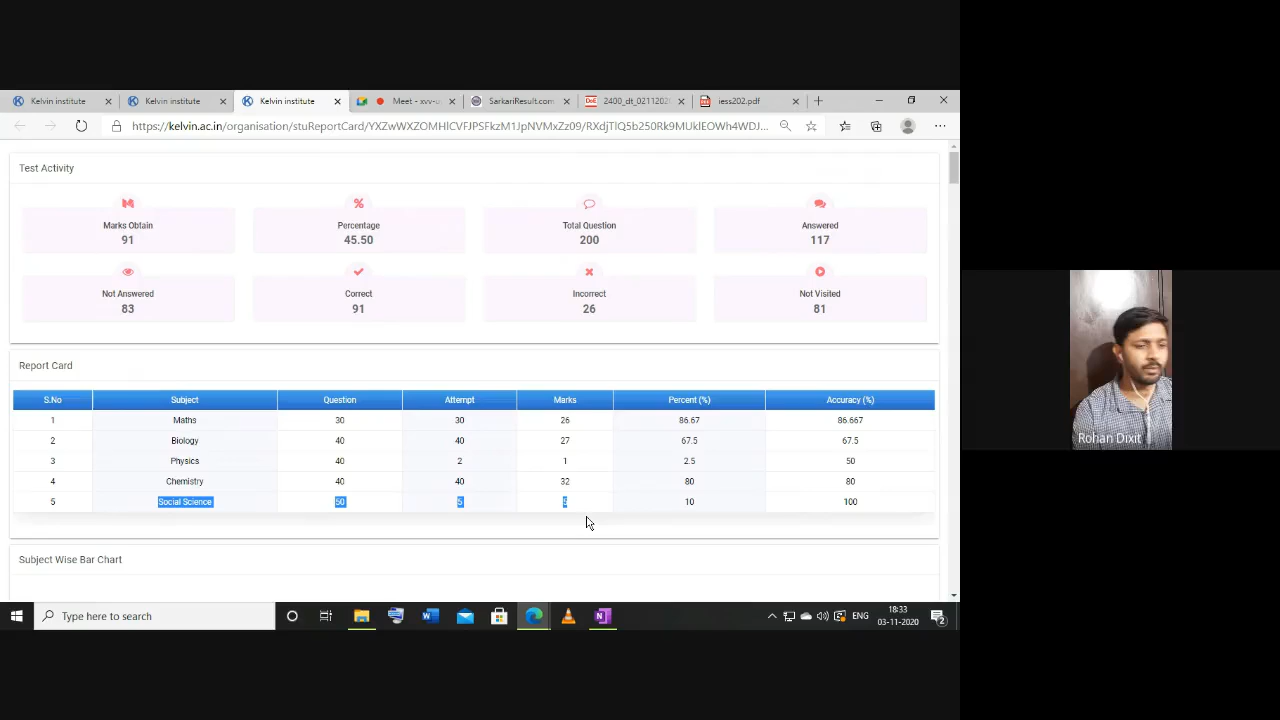 Kelvin institute
Kelvin institute
Kelvin institute
Meet - xvv-u
SarkariResult.com
2400_dt_0211202
iess202.pdf
https://kelvin.ac.in/organisation/stuReportCard/
Test Activity
Marks Obtain
91
Percentage
45.50
Total Question
200
Answered
117
Not Answered
83
Correct
91
Incorrect
26
Not Visited
81
Report Card
S.No Subject Question Attempt Marks Percent (%) Accuracy (%)
1 Maths 30 30 26 86.67 86.667
2 Biology 40 40 27 67.5 67.5
3 Physics 40 2 1 2.5 50
4 Chemistry 40 40 32 80 80
5 Social Science 50 5 5 10 100
Subject Wise Bar Chart
Type here to search
ENG
18:33
03-11-2020
2
Rohan Dixit